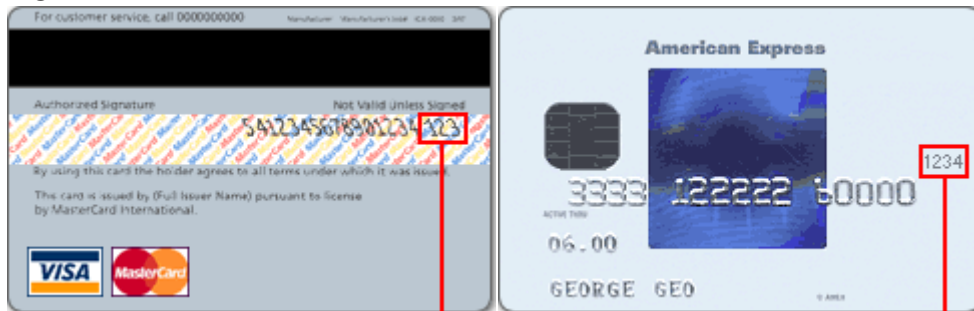 For customer service, call 0000000000
Authorized Signature Not Valid Unless Signed
5412345678901234 123
By using this card the holder agrees to all terms under which it was issued.
This card is issued by (Full Issuer Name) pursuant to license
by MasterCard International.
VISA
MasterCard
American Express
1234
3333 122222 60000
ACTIVE THRU
06-00
GEORGE GEO